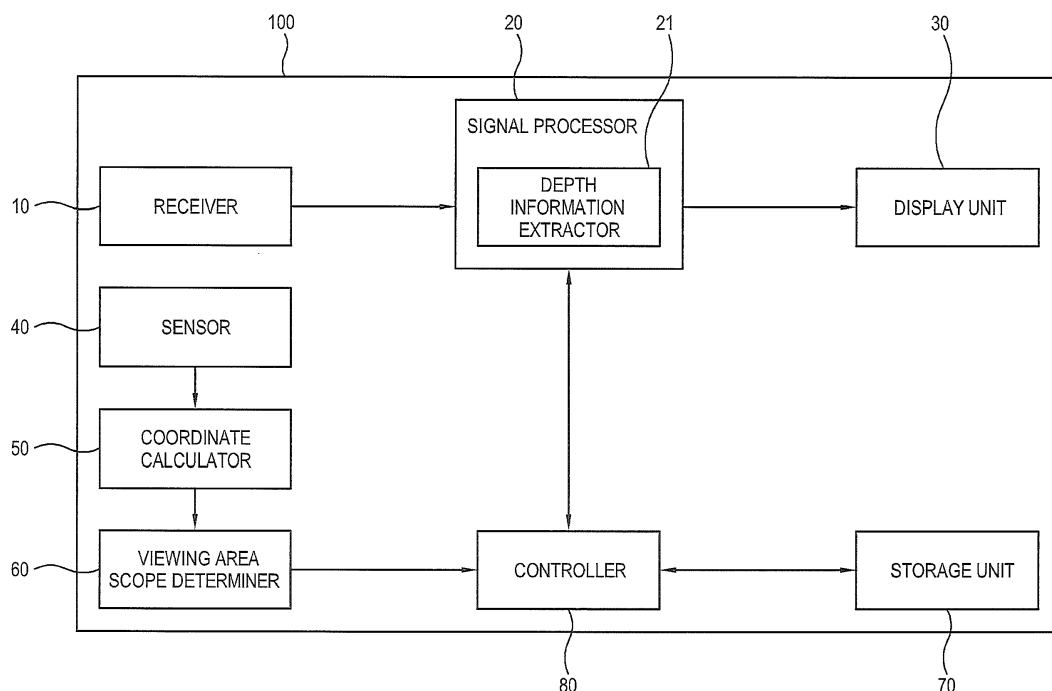 100
20
21
30
SIGNAL PROCESSOR
10
RECEIVER
DEPTH
INFORMATION
EXTRACTOR
DISPLAY UNIT
40
SENSOR
50
COORDINATE
CALCULATOR
60
VIEWING AREA
SCOPE DETERMINER
CONTROLLER
STORAGE UNIT
80
70